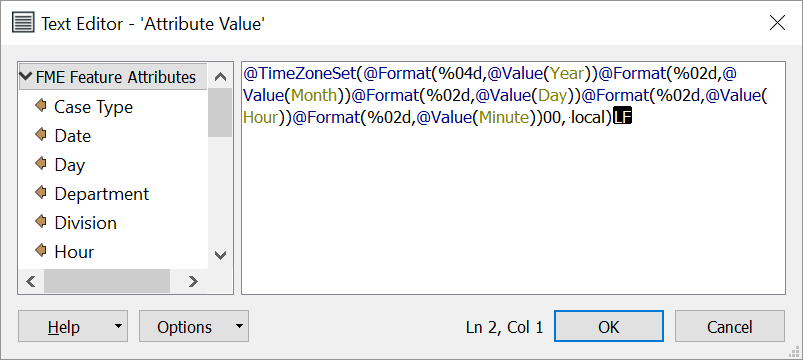 Text Editor - 'Attribute Value'
FME Feature Attributes
Case Type
Date
Day
Department
Division
Hour
@TimeZoneSet(@Format(%04d,@Value(Year))@Format(%02d,@
Value(Month))@Format(%02d,@Value(Day))@Format(%02d,@Value(
Hour))@Format(%02d,@Value(Minute))00,·local)LF
Help
Options
Ln 2, Col 1
OK
Cancel